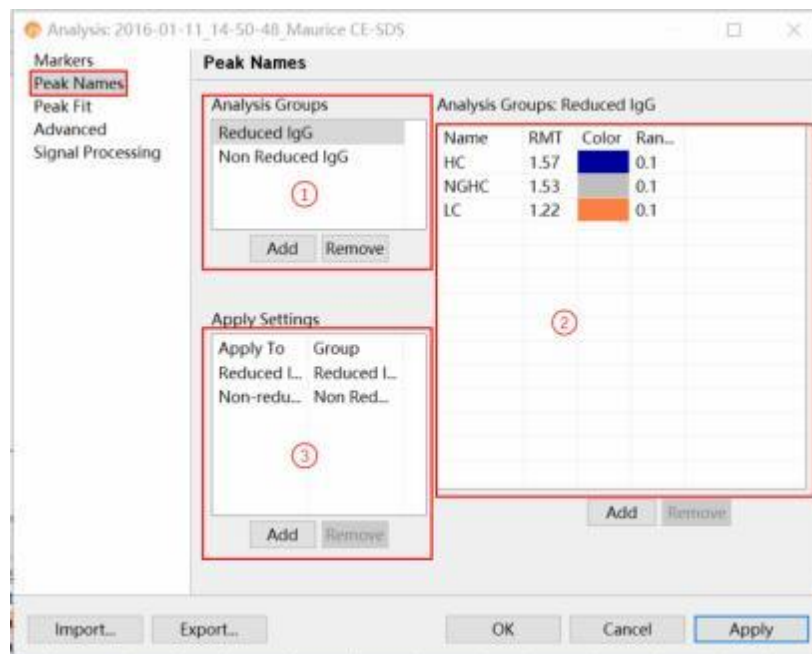 Analysis: 2016-01-11_14-50-48_Maurice CE-SDS
Markers
Peak Names
Peak Fit
Advanced
Signal Processing
Peak Names
Analysis Groups
Reduced IgG
Non Reduced IgG
①
Add Remove
Apply Settings
Apply To Group
Reduced I... Reduced I...
Non-redu... Non Red...
③
Add Remove
Analysis Groups: Reduced IgG
Name RMT Color Ran...
HC 1.57 0.1
NGHC 1.53 0.1
LC 1.22 0.1
②
Add Remove
Import... Export... OK Cancel Apply